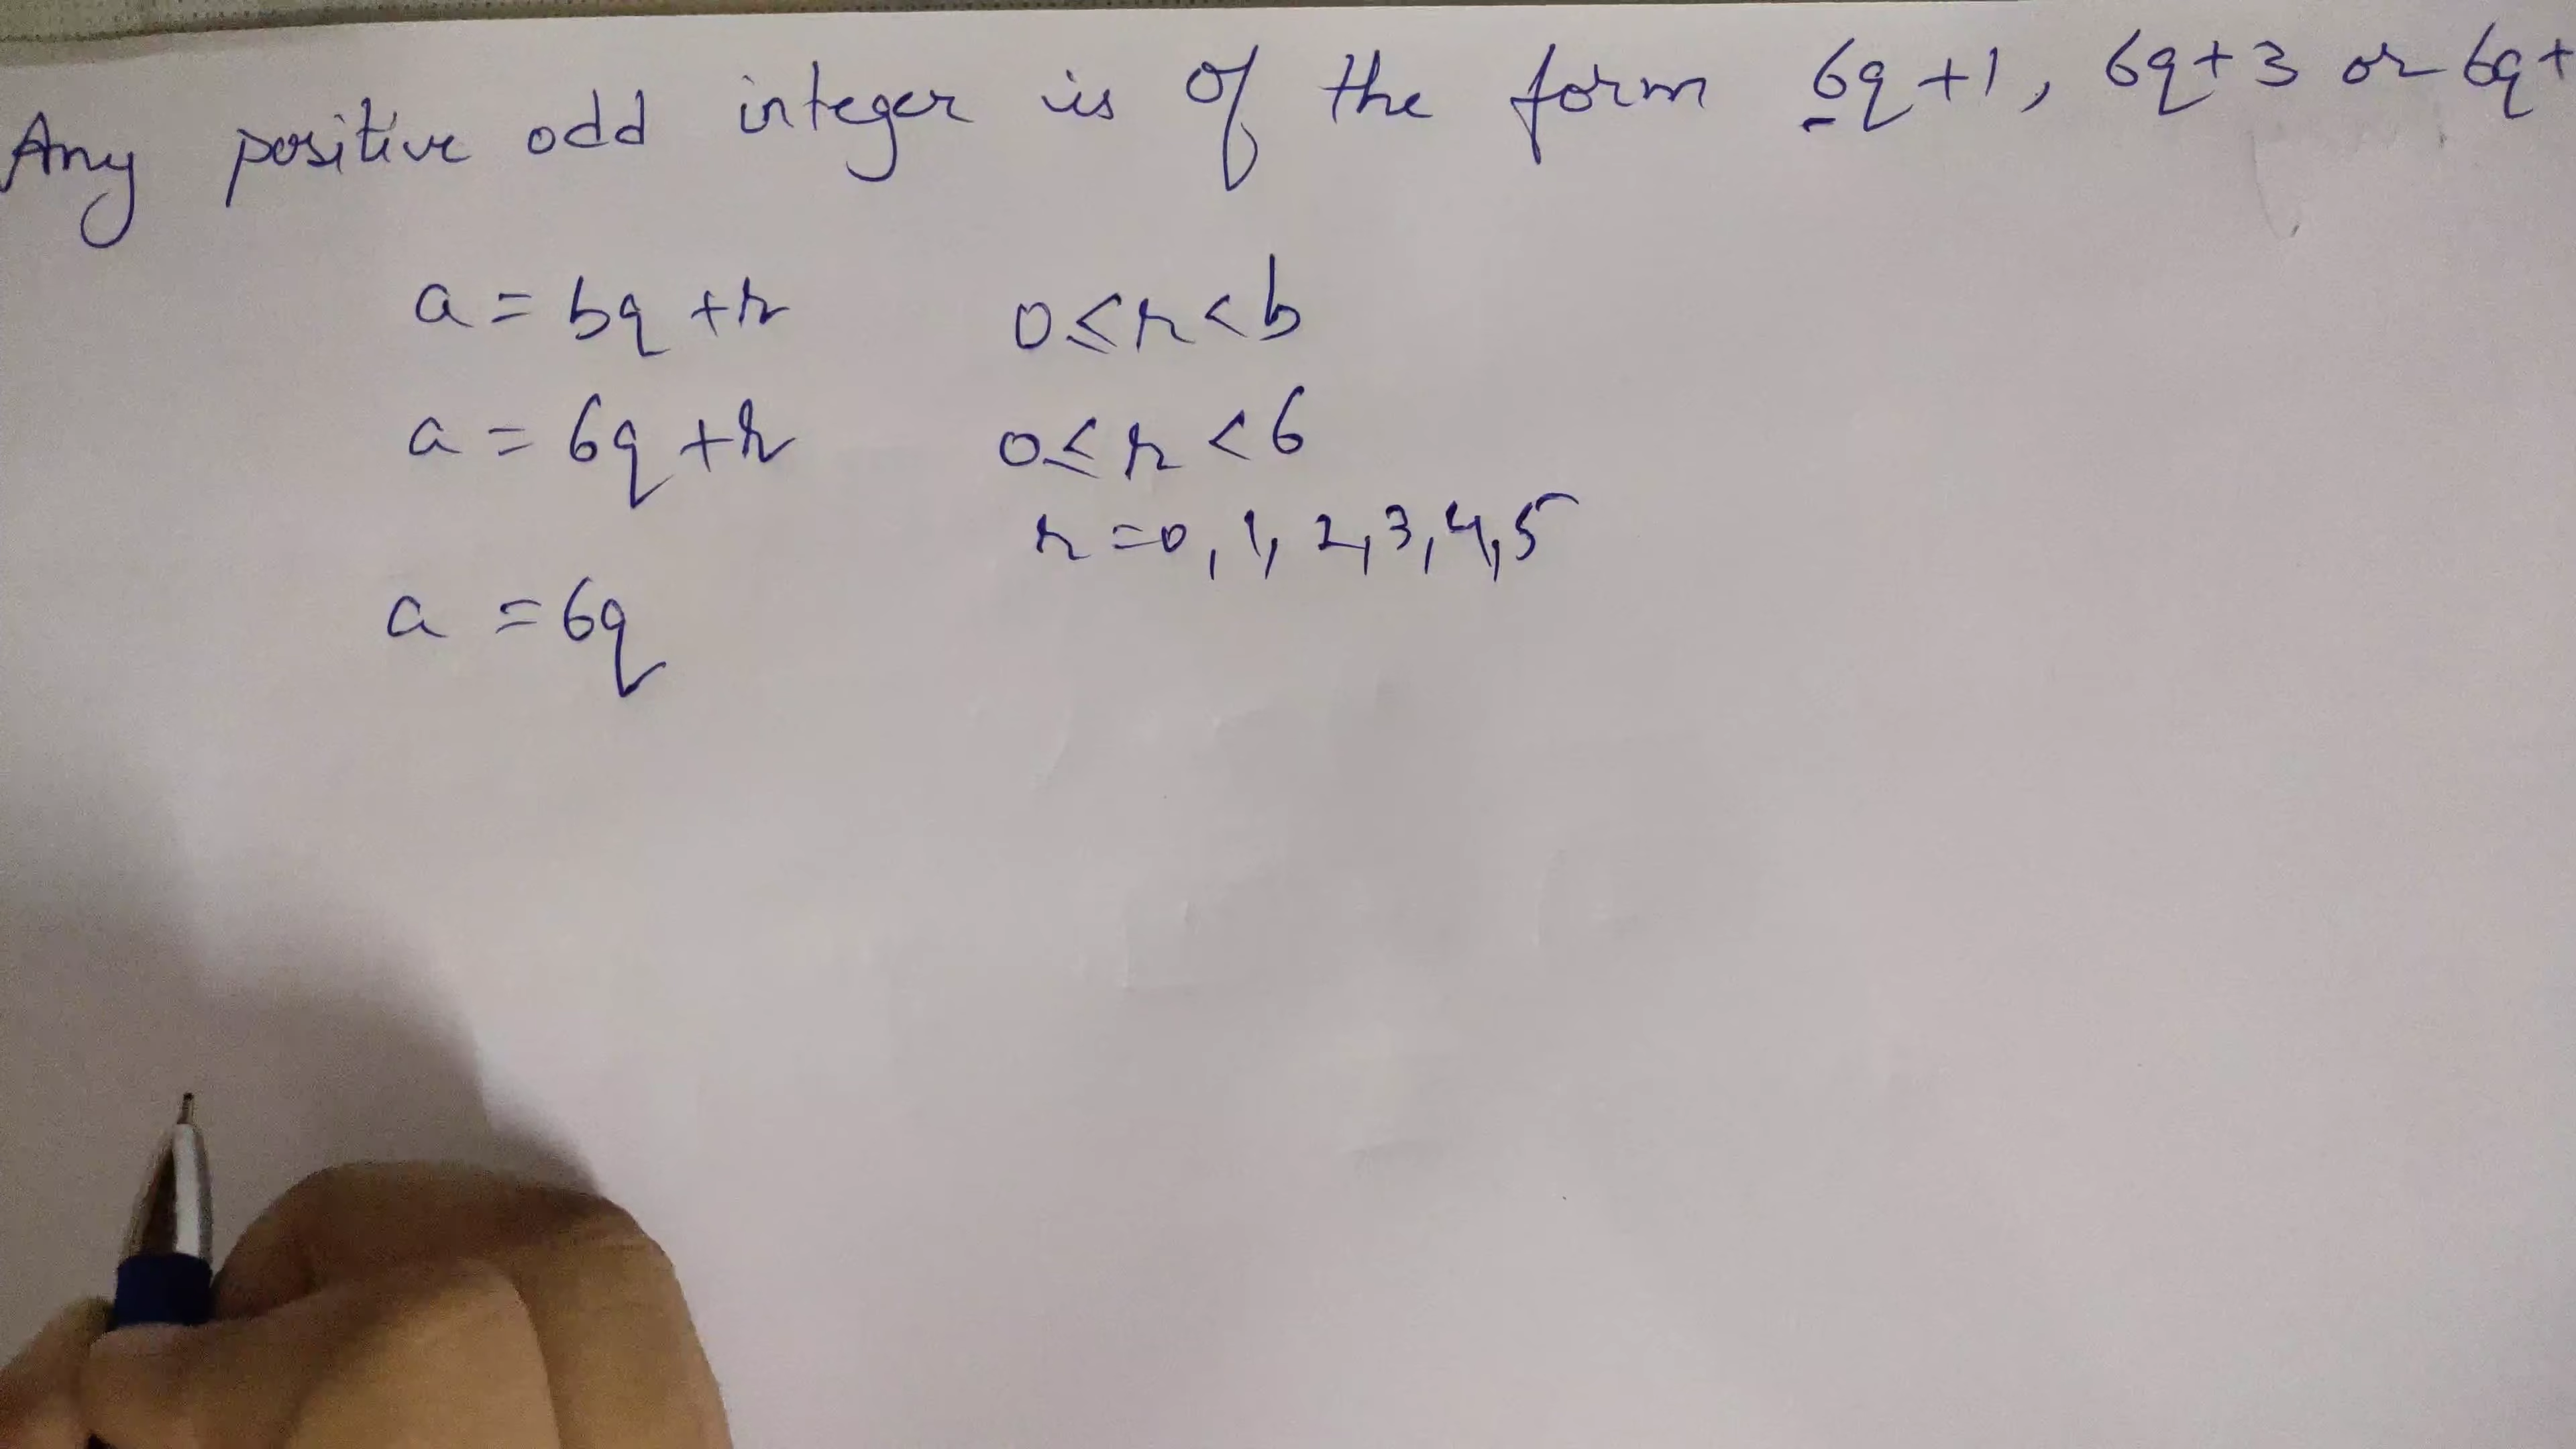 Any positive odd integer is of the form 6q+1, 6q+3 or 6q+
a = bq + r 0≤r<b
a = 6q + r 0≤r<6
r = 0, 1, 2, 3, 4, 5
a = 6q